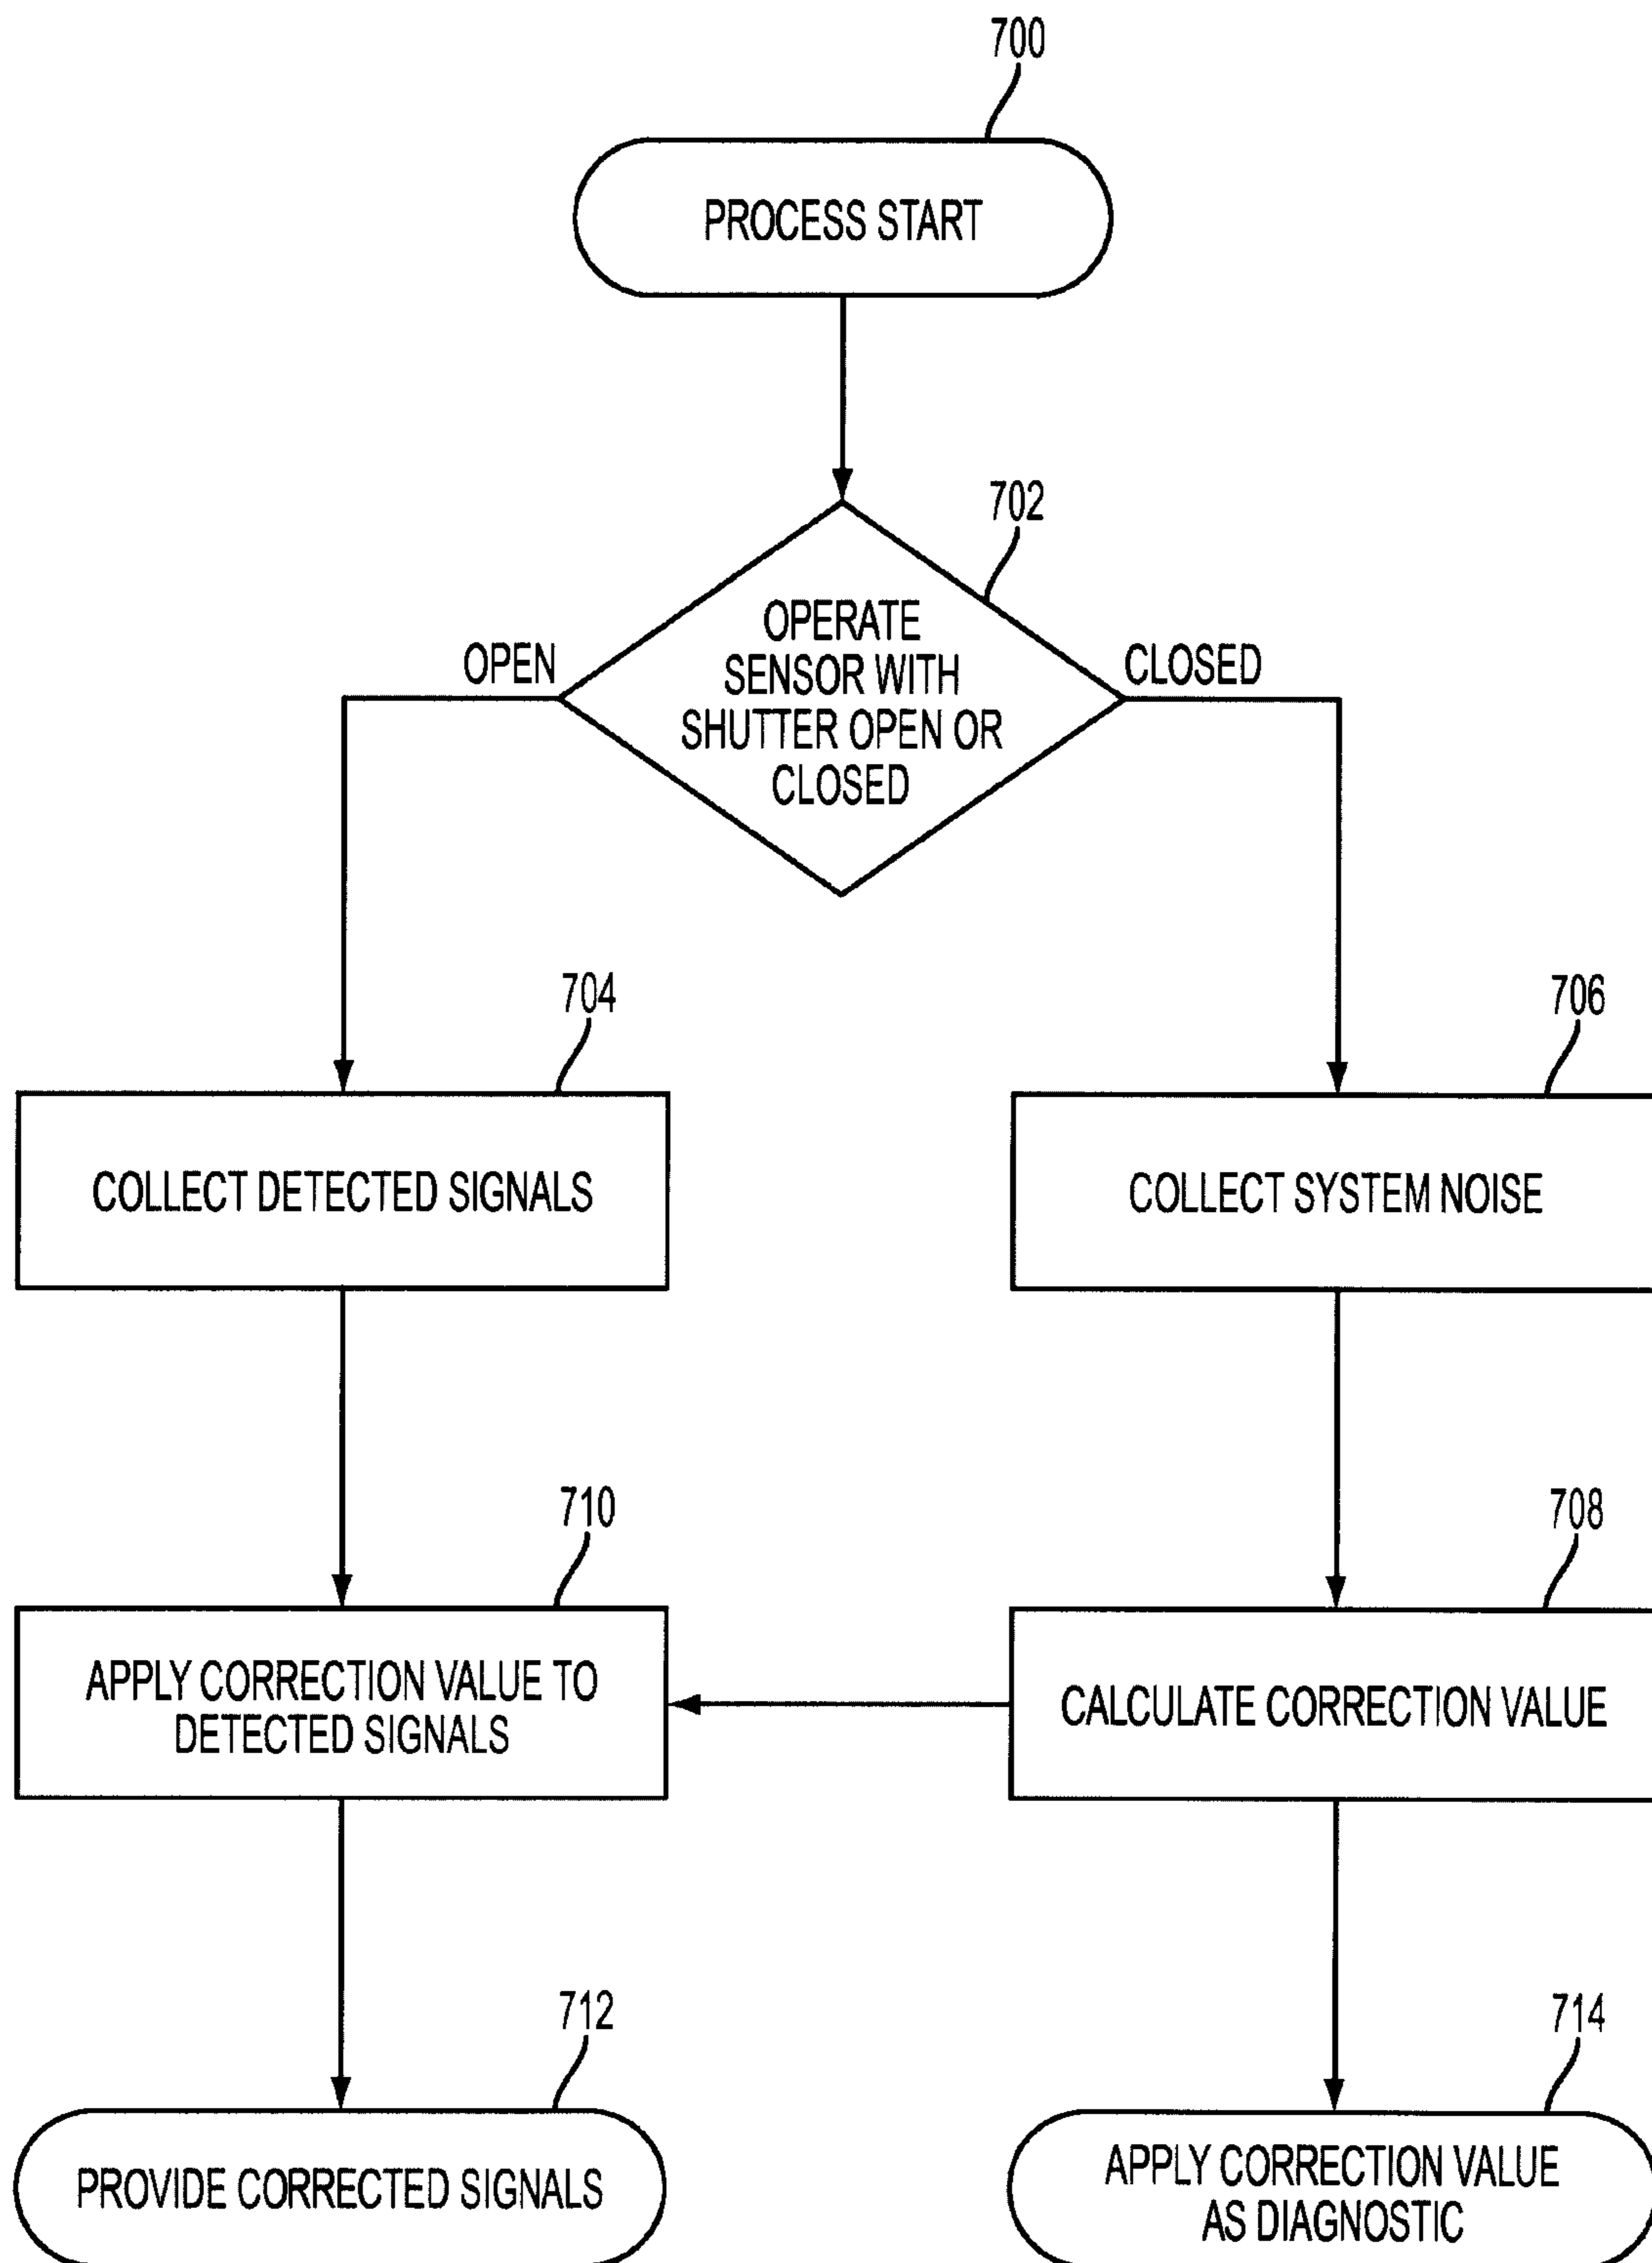 700
PROCESS START
702
OPERATE
SENSOR WITH
SHUTTER OPEN OR
CLOSED
OPEN
CLOSED
704
COLLECT DETECTED SIGNALS
706
COLLECT SYSTEM NOISE
710
APPLY CORRECTION VALUE TO
DETECTED SIGNALS
708
CALCULATE CORRECTION VALUE
712
PROVIDE CORRECTED SIGNALS
714
APPLY CORRECTION VALUE
AS DIAGNOSTIC